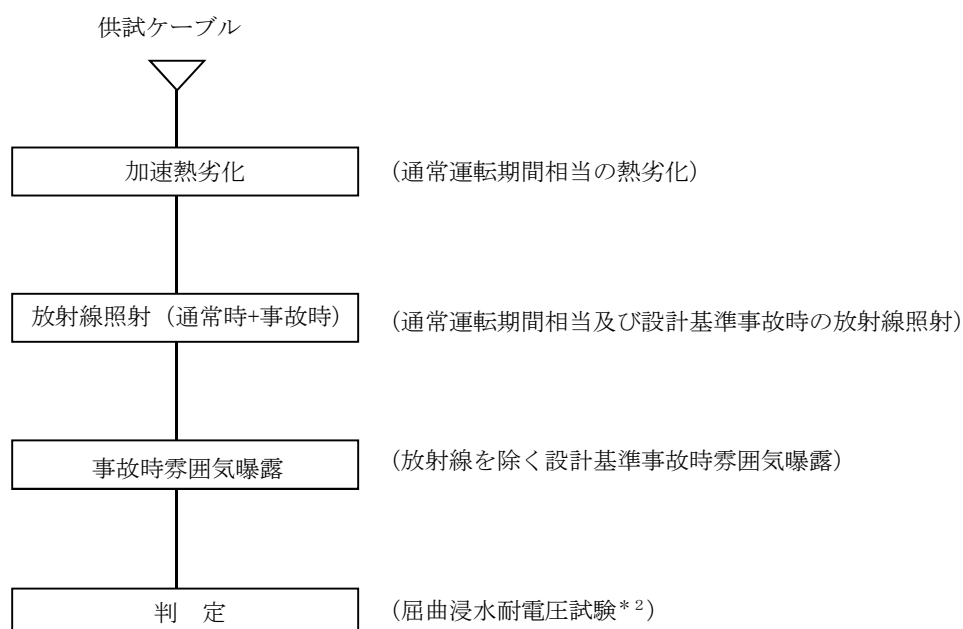 供試ケーブル
加速熱劣化 (通常運転期間相当の熱劣化)
放射線照射(通常時+事故時) (通常運転期間相当及び設計基準事故時の放射線照射)
事故時雰囲気曝露 (放射線を除く設計基準事故時雰囲気曝露)
判 定 (屈曲浸水耐電圧試験*2)